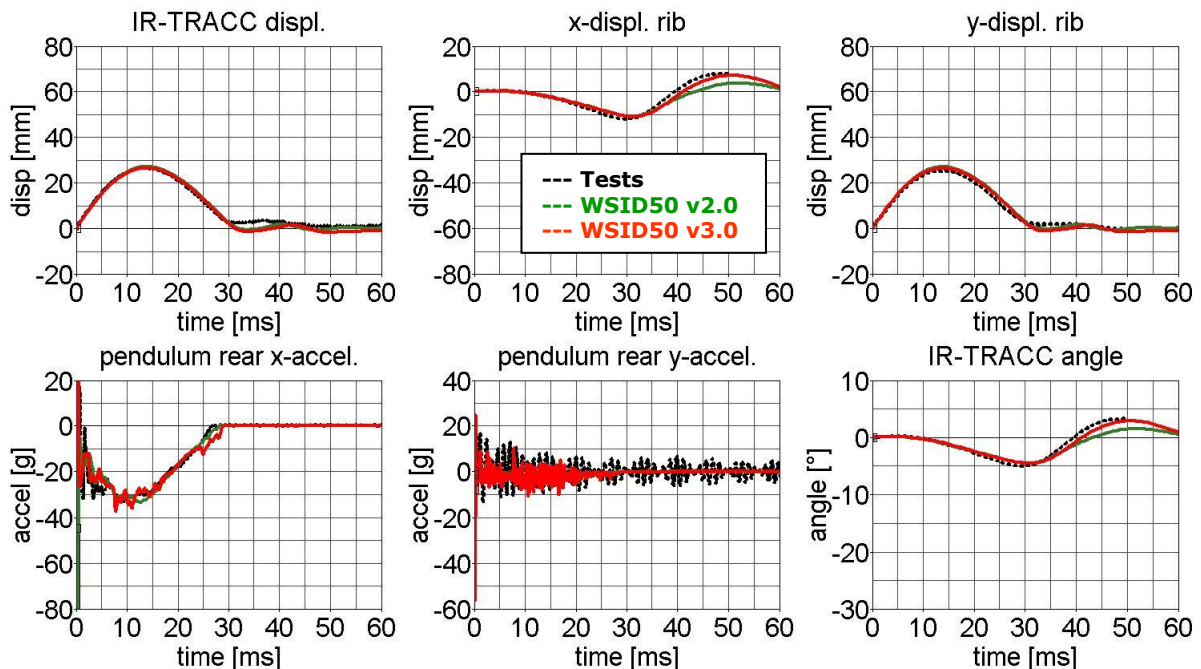 IR-TRACC displ.
x-displ. rib
y-displ. rib
disp [mm]
80
60
40
20
0
-20
0 10 20 30 40 50 60
time [ms]
disp [mm]
20
0
-20
-40
-60
-80
0 10 20 30 40 50 60
time [ms]
--- Tests
--- WSID50 v2.0
--- WSID50 v3.0
disp [mm]
80
60
40
20
0
-20
0 10 20 30 40 50 60
time [ms]
pendulum rear x-accel.
pendulum rear y-accel.
IR-TRACC angle
accel [g]
20
0
-20
-40
-60
-80
0 10 20 30 40 50 60
time [ms]
accel [g]
40
20
0
-20
-40
-60
0 10 20 30 40 50 60
time [ms]
angle [°]
10
0
-10
-20
-30
0 10 20 30 40 50 60
time [ms]